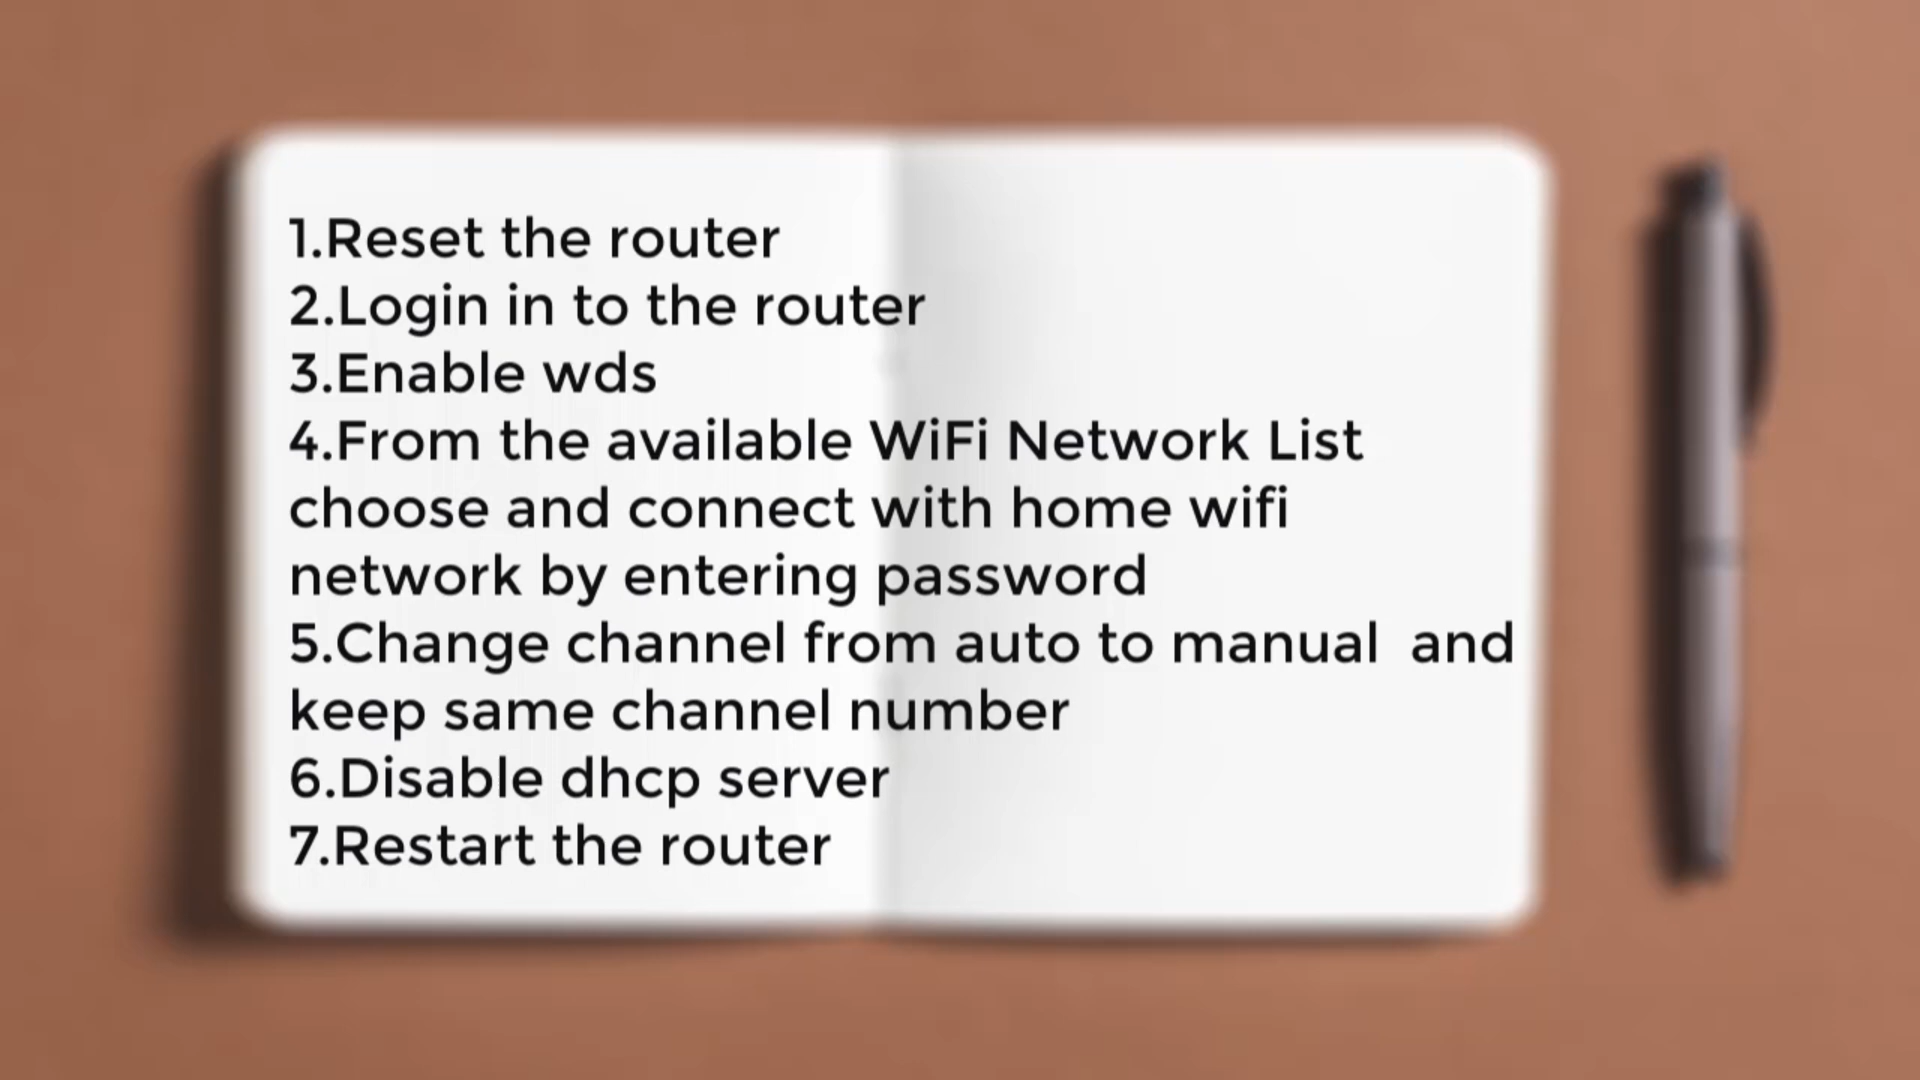 1.Reset the router
2.Login in to the router
3.Enable wds
4.From the available WiFi Network List
choose and connect with home wifi
network by entering password
5.Change channel from auto to manual  and
keep same channel number
6.Disable dhcp server
7.Restart the router